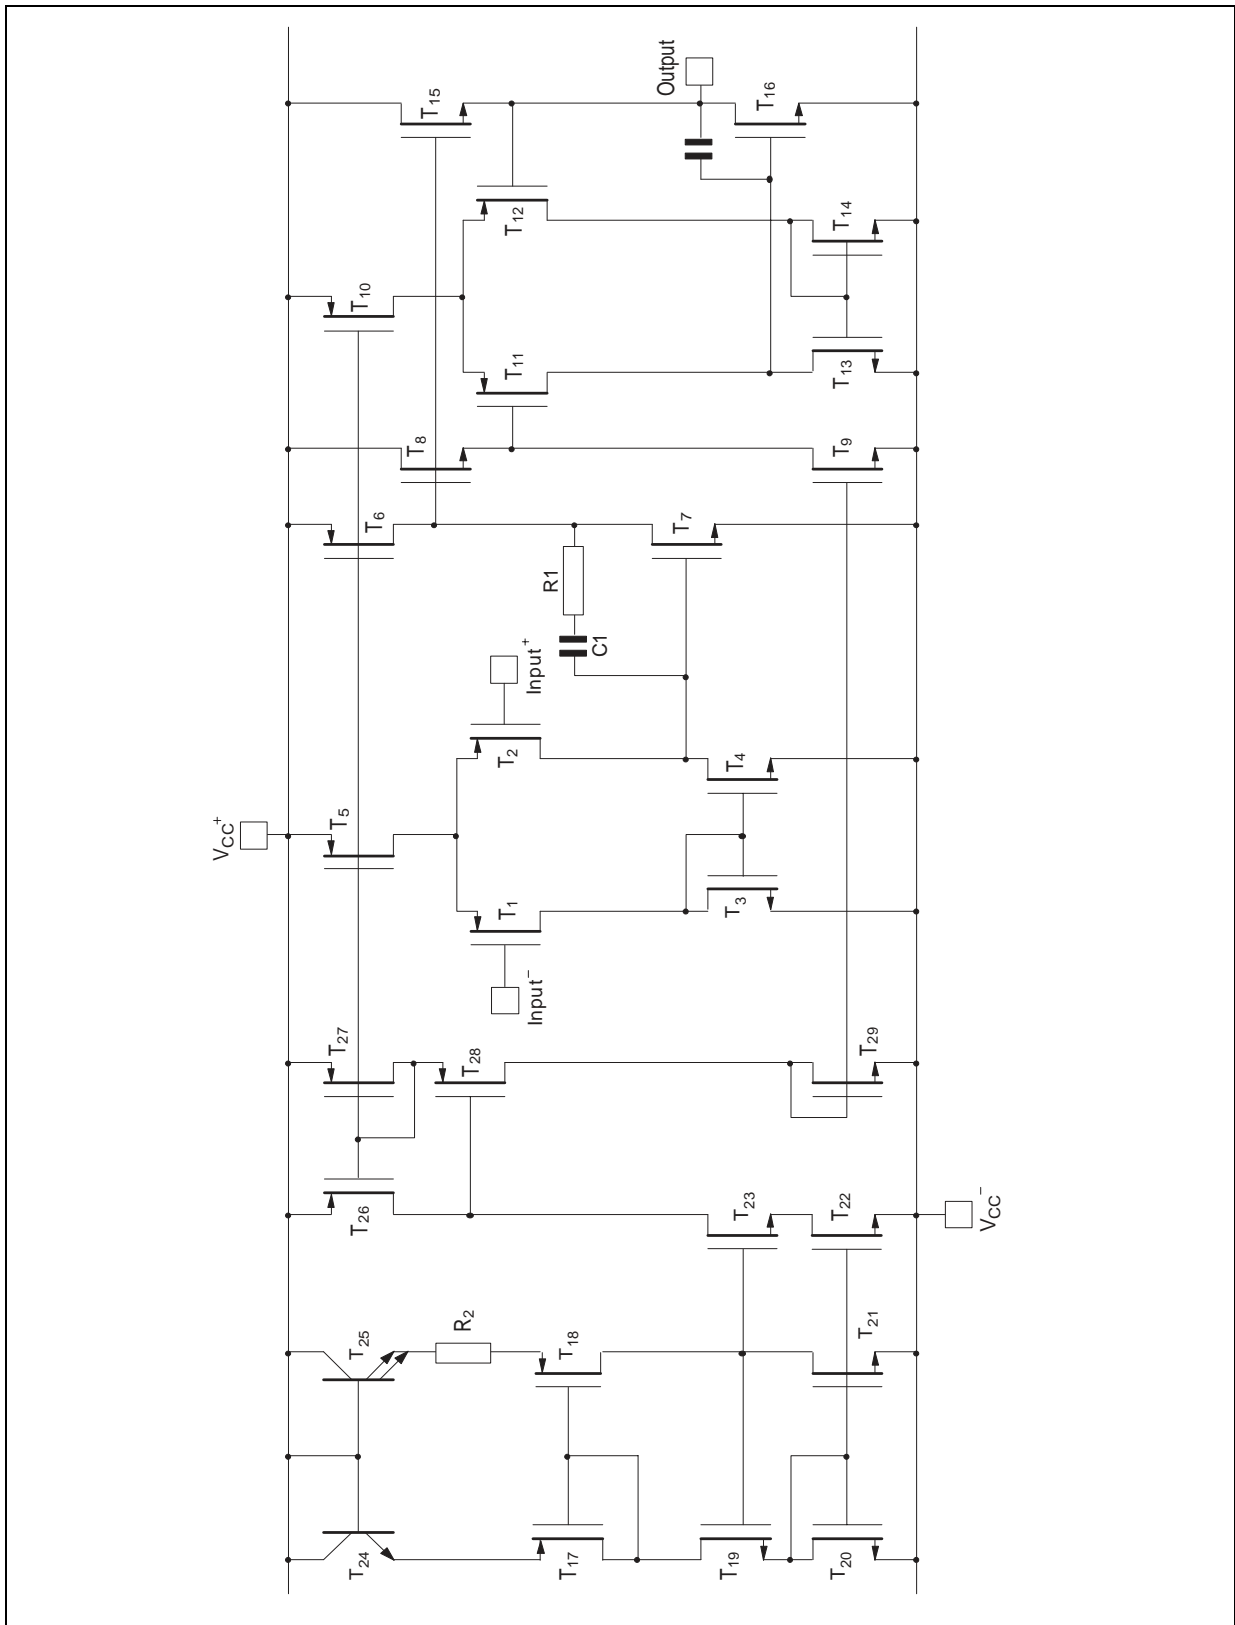 Output
T15
T16
T12
T14
T10
T11
T13
T8
T9
T6
T7
R1
C1
Input+
T2
T4
VCC+
T5
T1
T3
Input−
T27
T28
T29
T26
T23
T22
VCC−
T25
R2
T18
T21
T24
T17
T19
T20